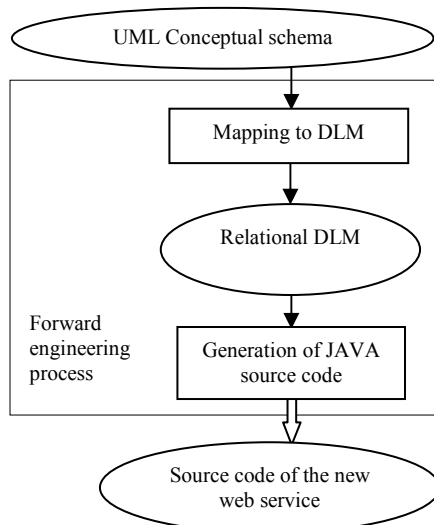 UML Conceptual schema
Mapping to DLM
Relational DLM
Forward
engineering
process
Generation of JAVA
source code
Source code of the new
web service